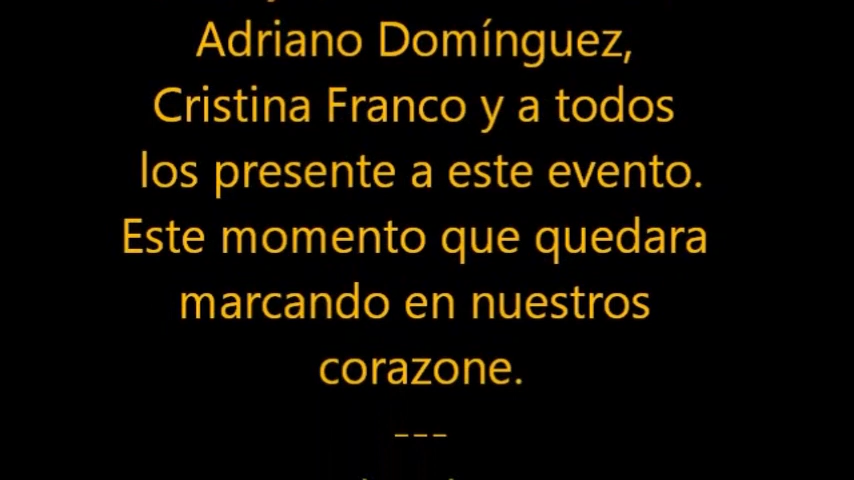 Adriano Domínguez,
Cristina Franco y a todos
los presente a este evento.
Este momento que quedara
marcando en nuestros
corazone.
---